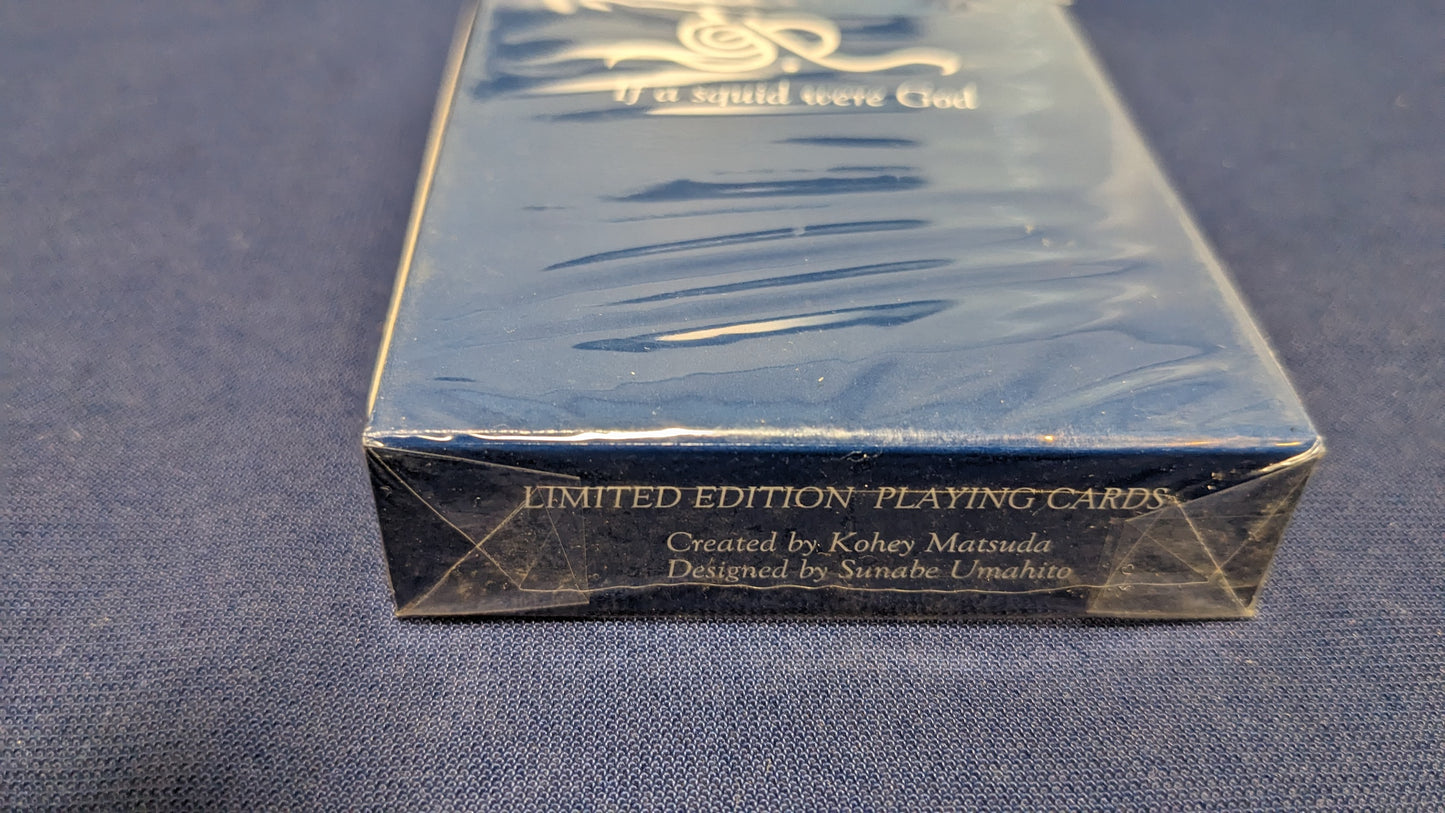 If a squid were God
LIMITED EDITION PLAYING CARDS
Created by Kohey Matsuda
Designed by Sunabe Umahito